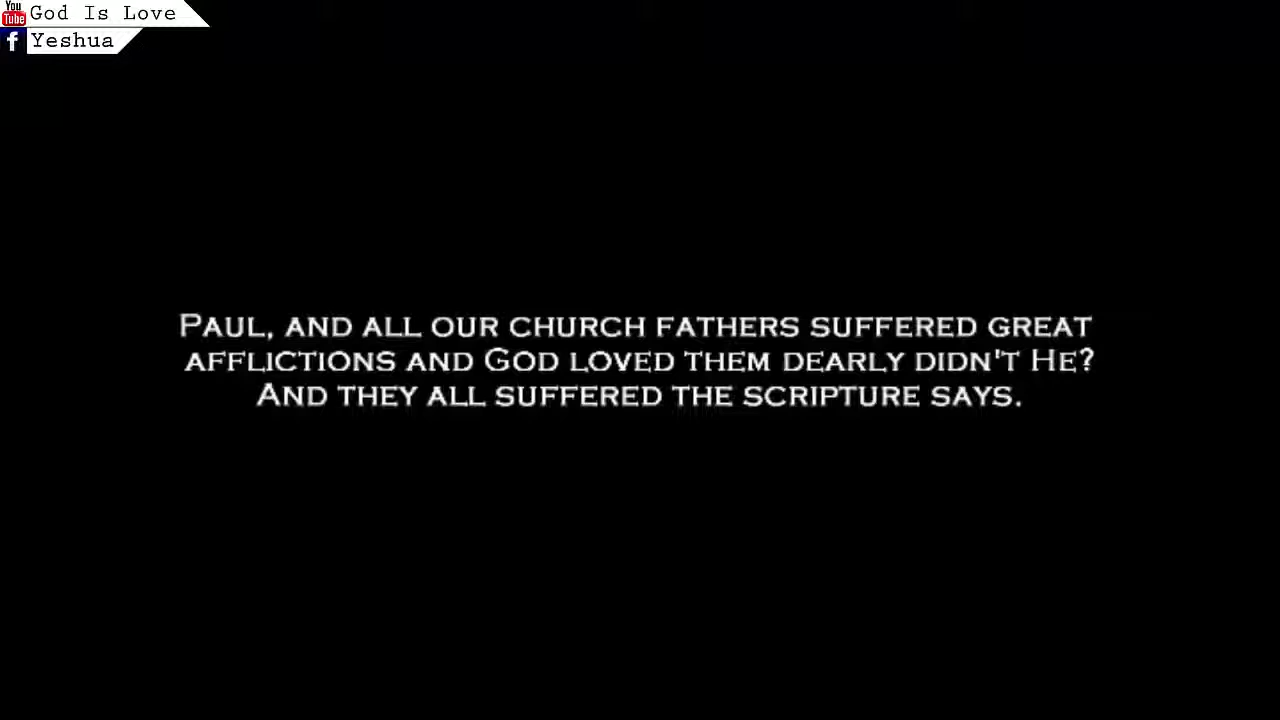 You
Tube
God Is Love
f
Yeshua
Paul, and all our church fathers suffered great
afflictions and God loved them dearly didn't He?
And they all suffered the scripture says.